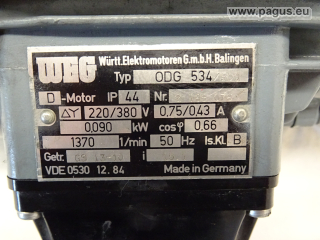 © www.pagus.eu
WEG Württ.Elektromotoren G.m.b.H. Balingen
Typ ODG 534
D-Motor IP 44 Nr.
ΔY 220/380 V 0,75/0,43 A
0,090 kW cos φ 0,66
1370 1/min 50 Hz Is.KL B
Getr. i
VDE 0530 12.84 Made in Germany